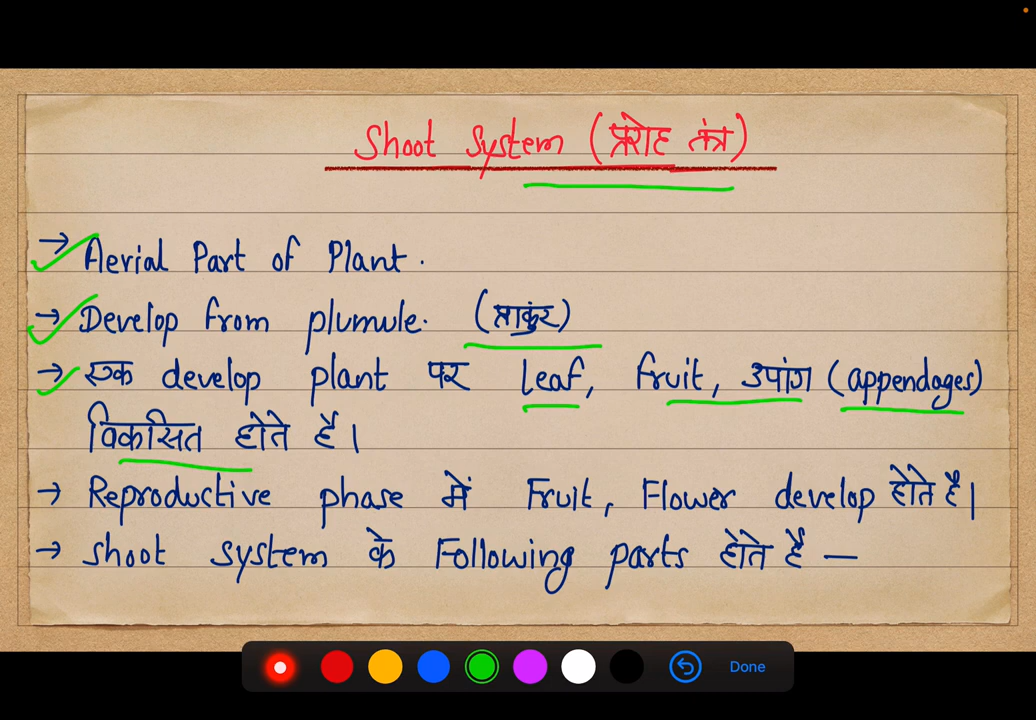 Shoot System (प्ररोह तंत्र)
→ Aerial Part of Plant.
→ Develop from plumule. (प्राकुंर)
→ एक develop plant पर leaf, fruit, उपांग (appendages)
विकसित होते हैं।
→ Reproductive phase में Fruit, Flower develop होते है।
→ shoot system के Following parts होते है —
Done